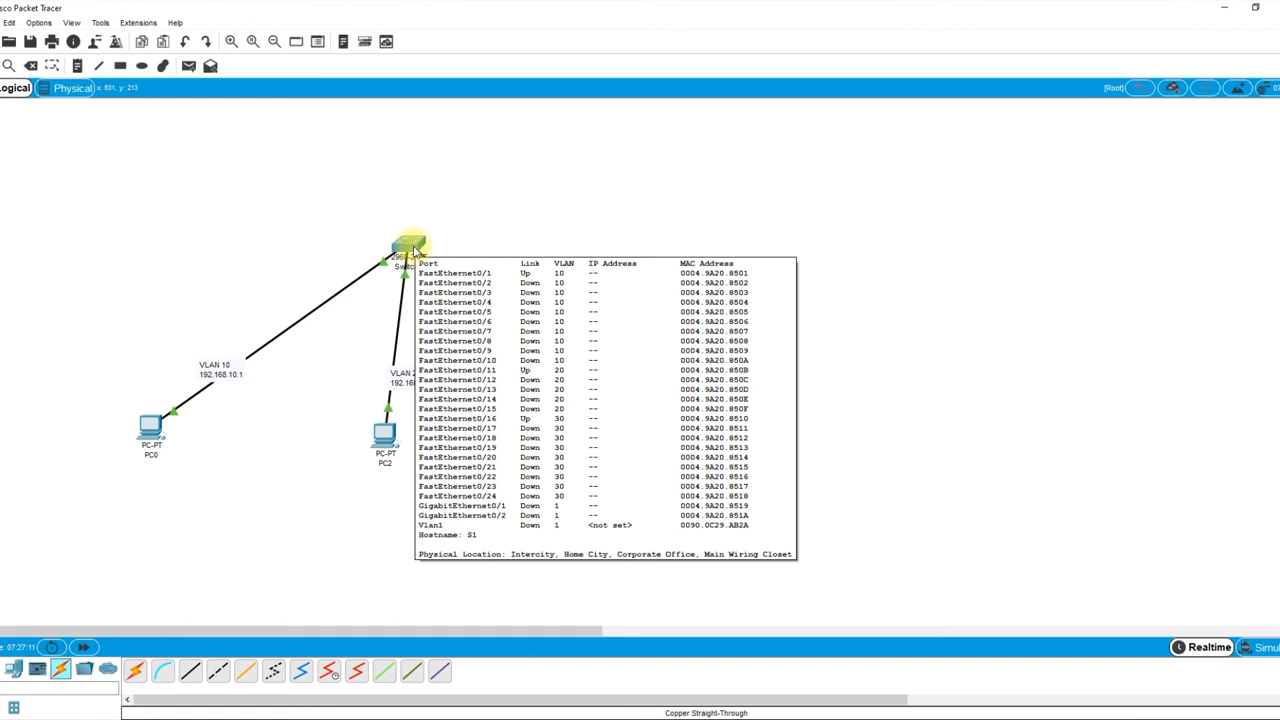 sco Packet Tracer
Edit Options View Tools Extensions Help
ogical Physical x: 831, y: 213 [Root] 07
296
Switc
Port Link VLAN IP Address MAC Address
FastEthernet0/1 Up 10 -- 0004.9A20.8501
FastEthernet0/2 Down 10 -- 0004.9A20.8502
FastEthernet0/3 Down 10 -- 0004.9A20.8503
FastEthernet0/4 Down 10 -- 0004.9A20.8504
FastEthernet0/5 Down 10 -- 0004.9A20.8505
FastEthernet0/6 Down 10 -- 0004.9A20.8506
FastEthernet0/7 Down 10 -- 0004.9A20.8507
FastEthernet0/8 Down 10 -- 0004.9A20.8508
FastEthernet0/9 Down 10 -- 0004.9A20.8509
FastEthernet0/10 Down 10 -- 0004.9A20.850A
FastEthernet0/11 Up 20 -- 0004.9A20.850B
FastEthernet0/12 Down 20 -- 0004.9A20.850C
FastEthernet0/13 Down 20 -- 0004.9A20.850D
FastEthernet0/14 Down 20 -- 0004.9A20.850E
FastEthernet0/15 Down 20 -- 0004.9A20.850F
FastEthernet0/16 Up 30 -- 0004.9A20.8510
FastEthernet0/17 Down 30 -- 0004.9A20.8511
FastEthernet0/18 Down 30 -- 0004.9A20.8512
FastEthernet0/19 Down 30 -- 0004.9A20.8513
FastEthernet0/20 Down 30 -- 0004.9A20.8514
FastEthernet0/21 Down 30 -- 0004.9A20.8515
FastEthernet0/22 Down 30 -- 0004.9A20.8516
FastEthernet0/23 Down 30 -- 0004.9A20.8517
FastEthernet0/24 Down 30 -- 0004.9A20.8518
GigabitEthernet0/1 Down 1 -- 0004.9A20.8519
GigabitEthernet0/2 Down 1 -- 0004.9A20.851A
Vlan1 Down 1 <not set> 0090.0C29.AB2A
Hostname: S1
Physical Location: Intercity, Home City, Corporate Office, Main Wiring Closet
VLAN 10
192.168.10.1
VLAN 2
192.168
PC-PT
PC0
PC-PT
PC2
e: 07:27:11 Realtime Simul
Copper Straight-Through